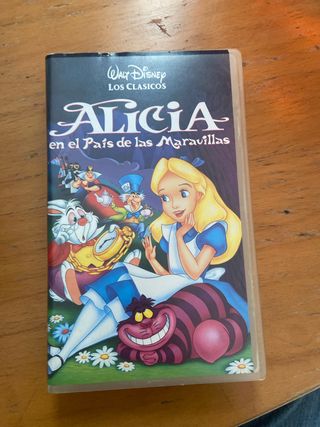 Walt Disney
LOS CLASICOS
ALICIA
en el País de las Maravillas